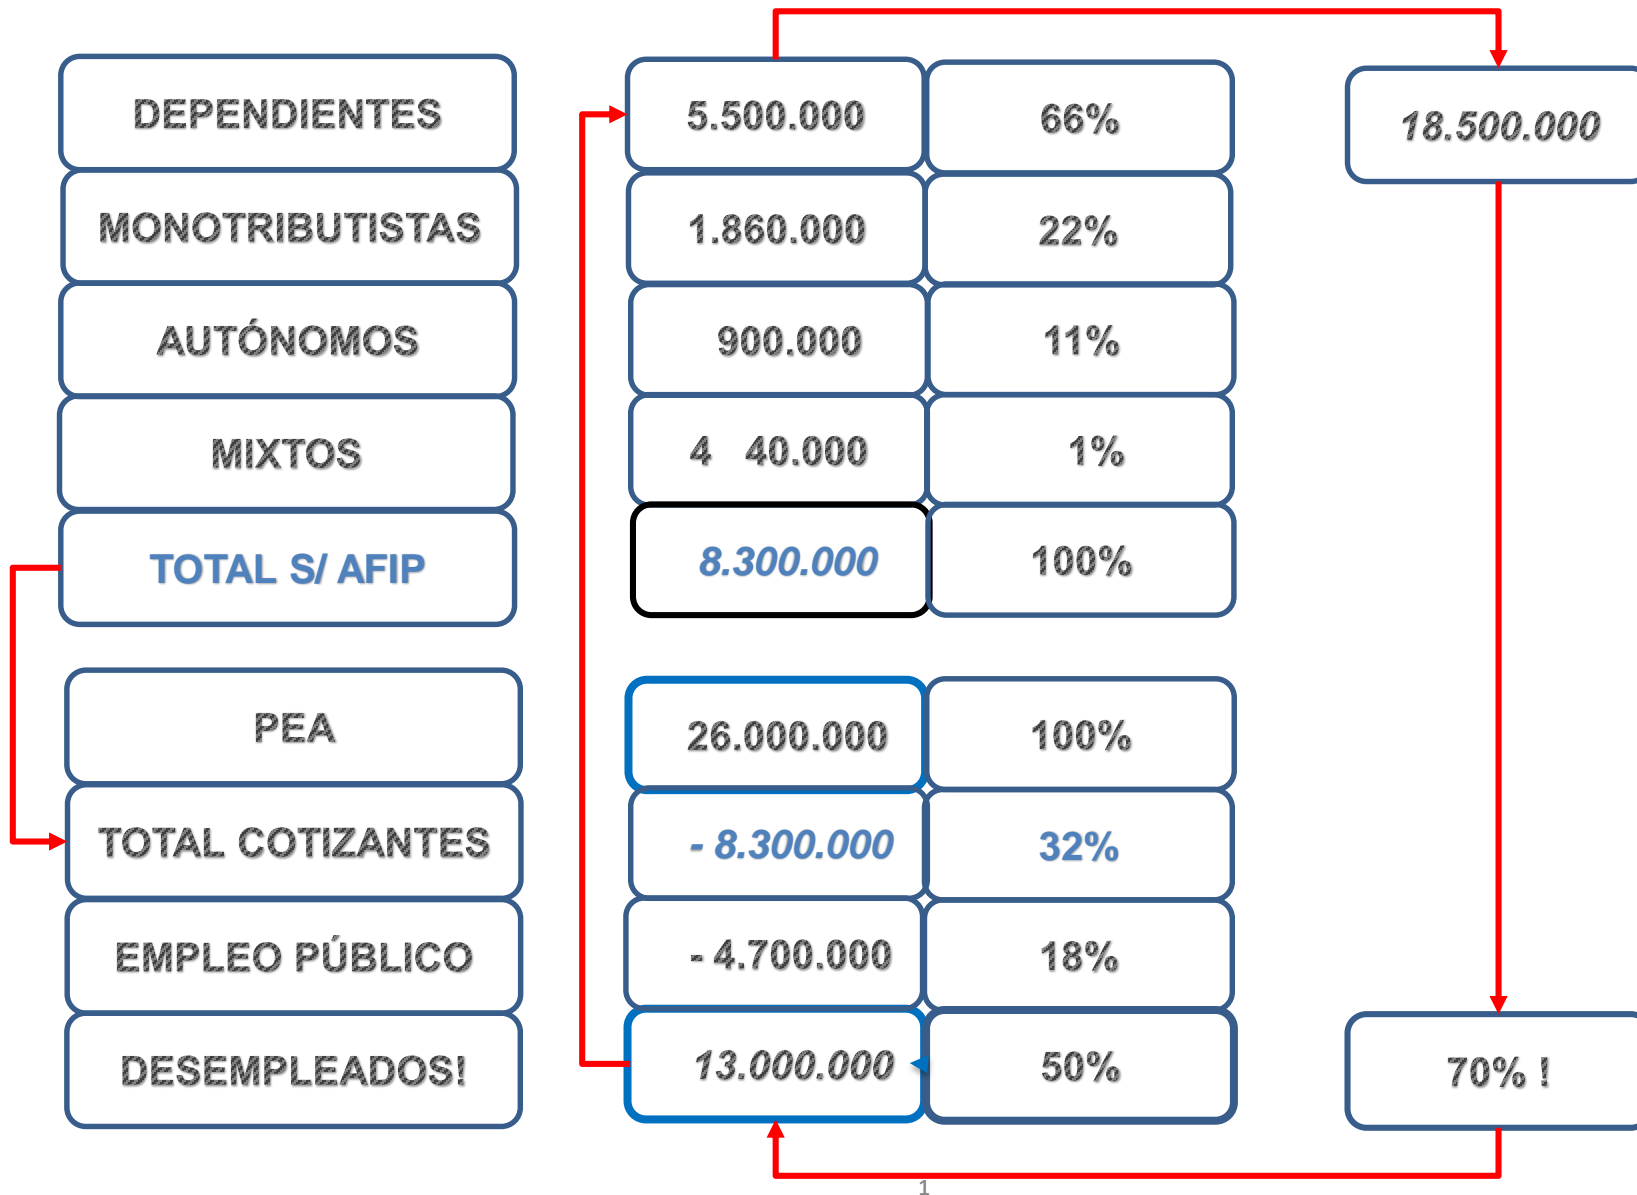 DEPENDIENTES 5.500.000 66% 18.500.000
MONOTRIBUTISTAS 1.860.000 22%
AUTÓNOMOS 900.000 11%
MIXTOS 4 40.000 1%
TOTAL S/ AFIP 8.300.000 100%
PEA 26.000.000 100%
TOTAL COTIZANTES - 8.300.000 32%
EMPLEO PÚBLICO - 4.700.000 18%
DESEMPLEADOS! 13.000.000 50% 70% !
1